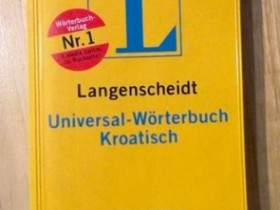 Wörterbuch-
Verlag
Nr. 1
L
Langenscheidt
Universal-Wörterbuch
Kroatisch